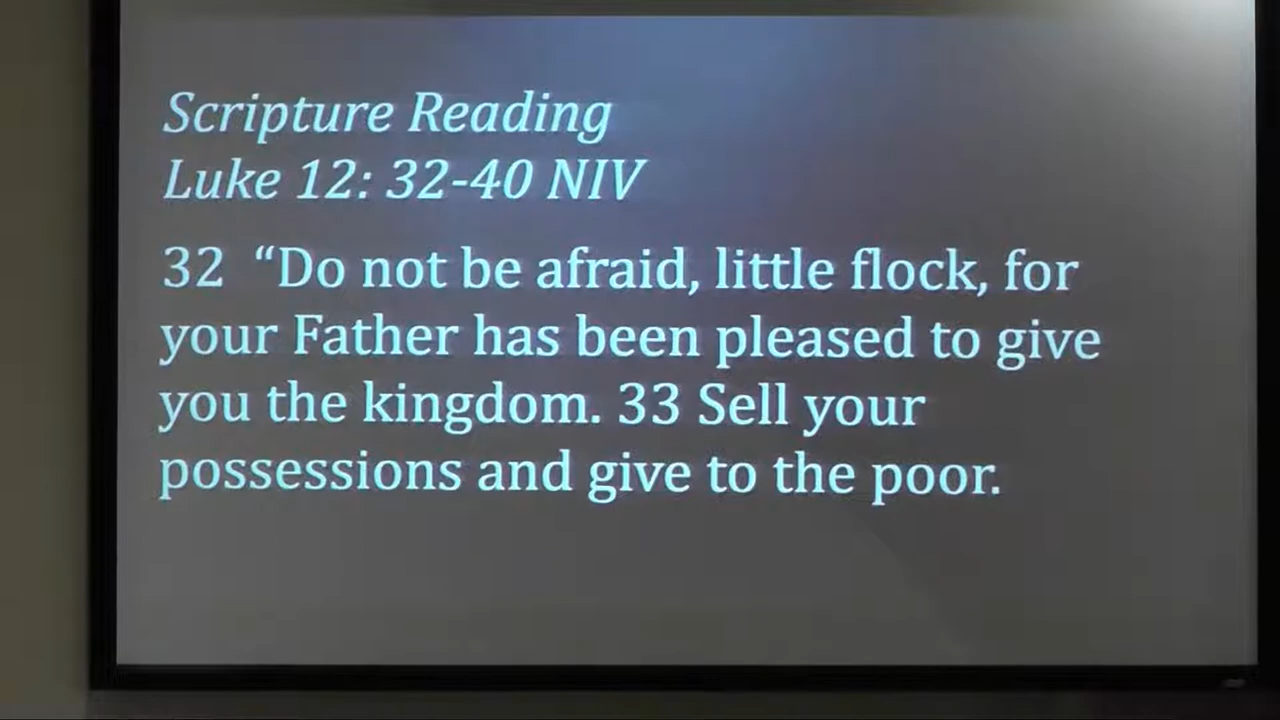 Scripture Reading
Luke 12: 32-40 NIV
32 “Do not be afraid, little flock, for
your Father has been pleased to give
you the kingdom. 33 Sell your
possessions and give to the poor.